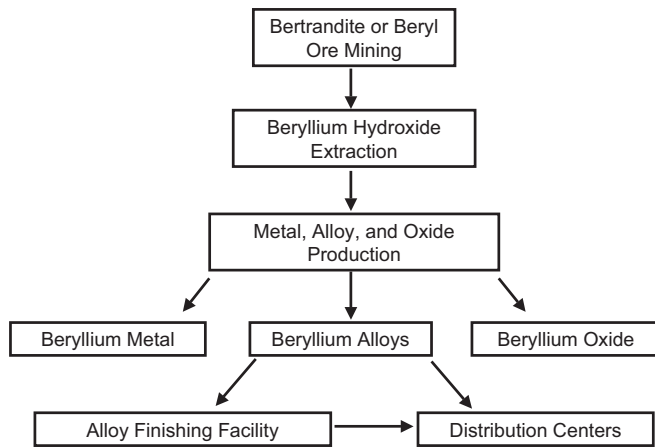 Bertrandite or Beryl
Ore Mining
Beryllium Hydroxide
Extraction
Metal, Alloy, and Oxide
Production
Beryllium Metal
Beryllium Alloys
Beryllium Oxide
Alloy Finishing Facility
Distribution Centers